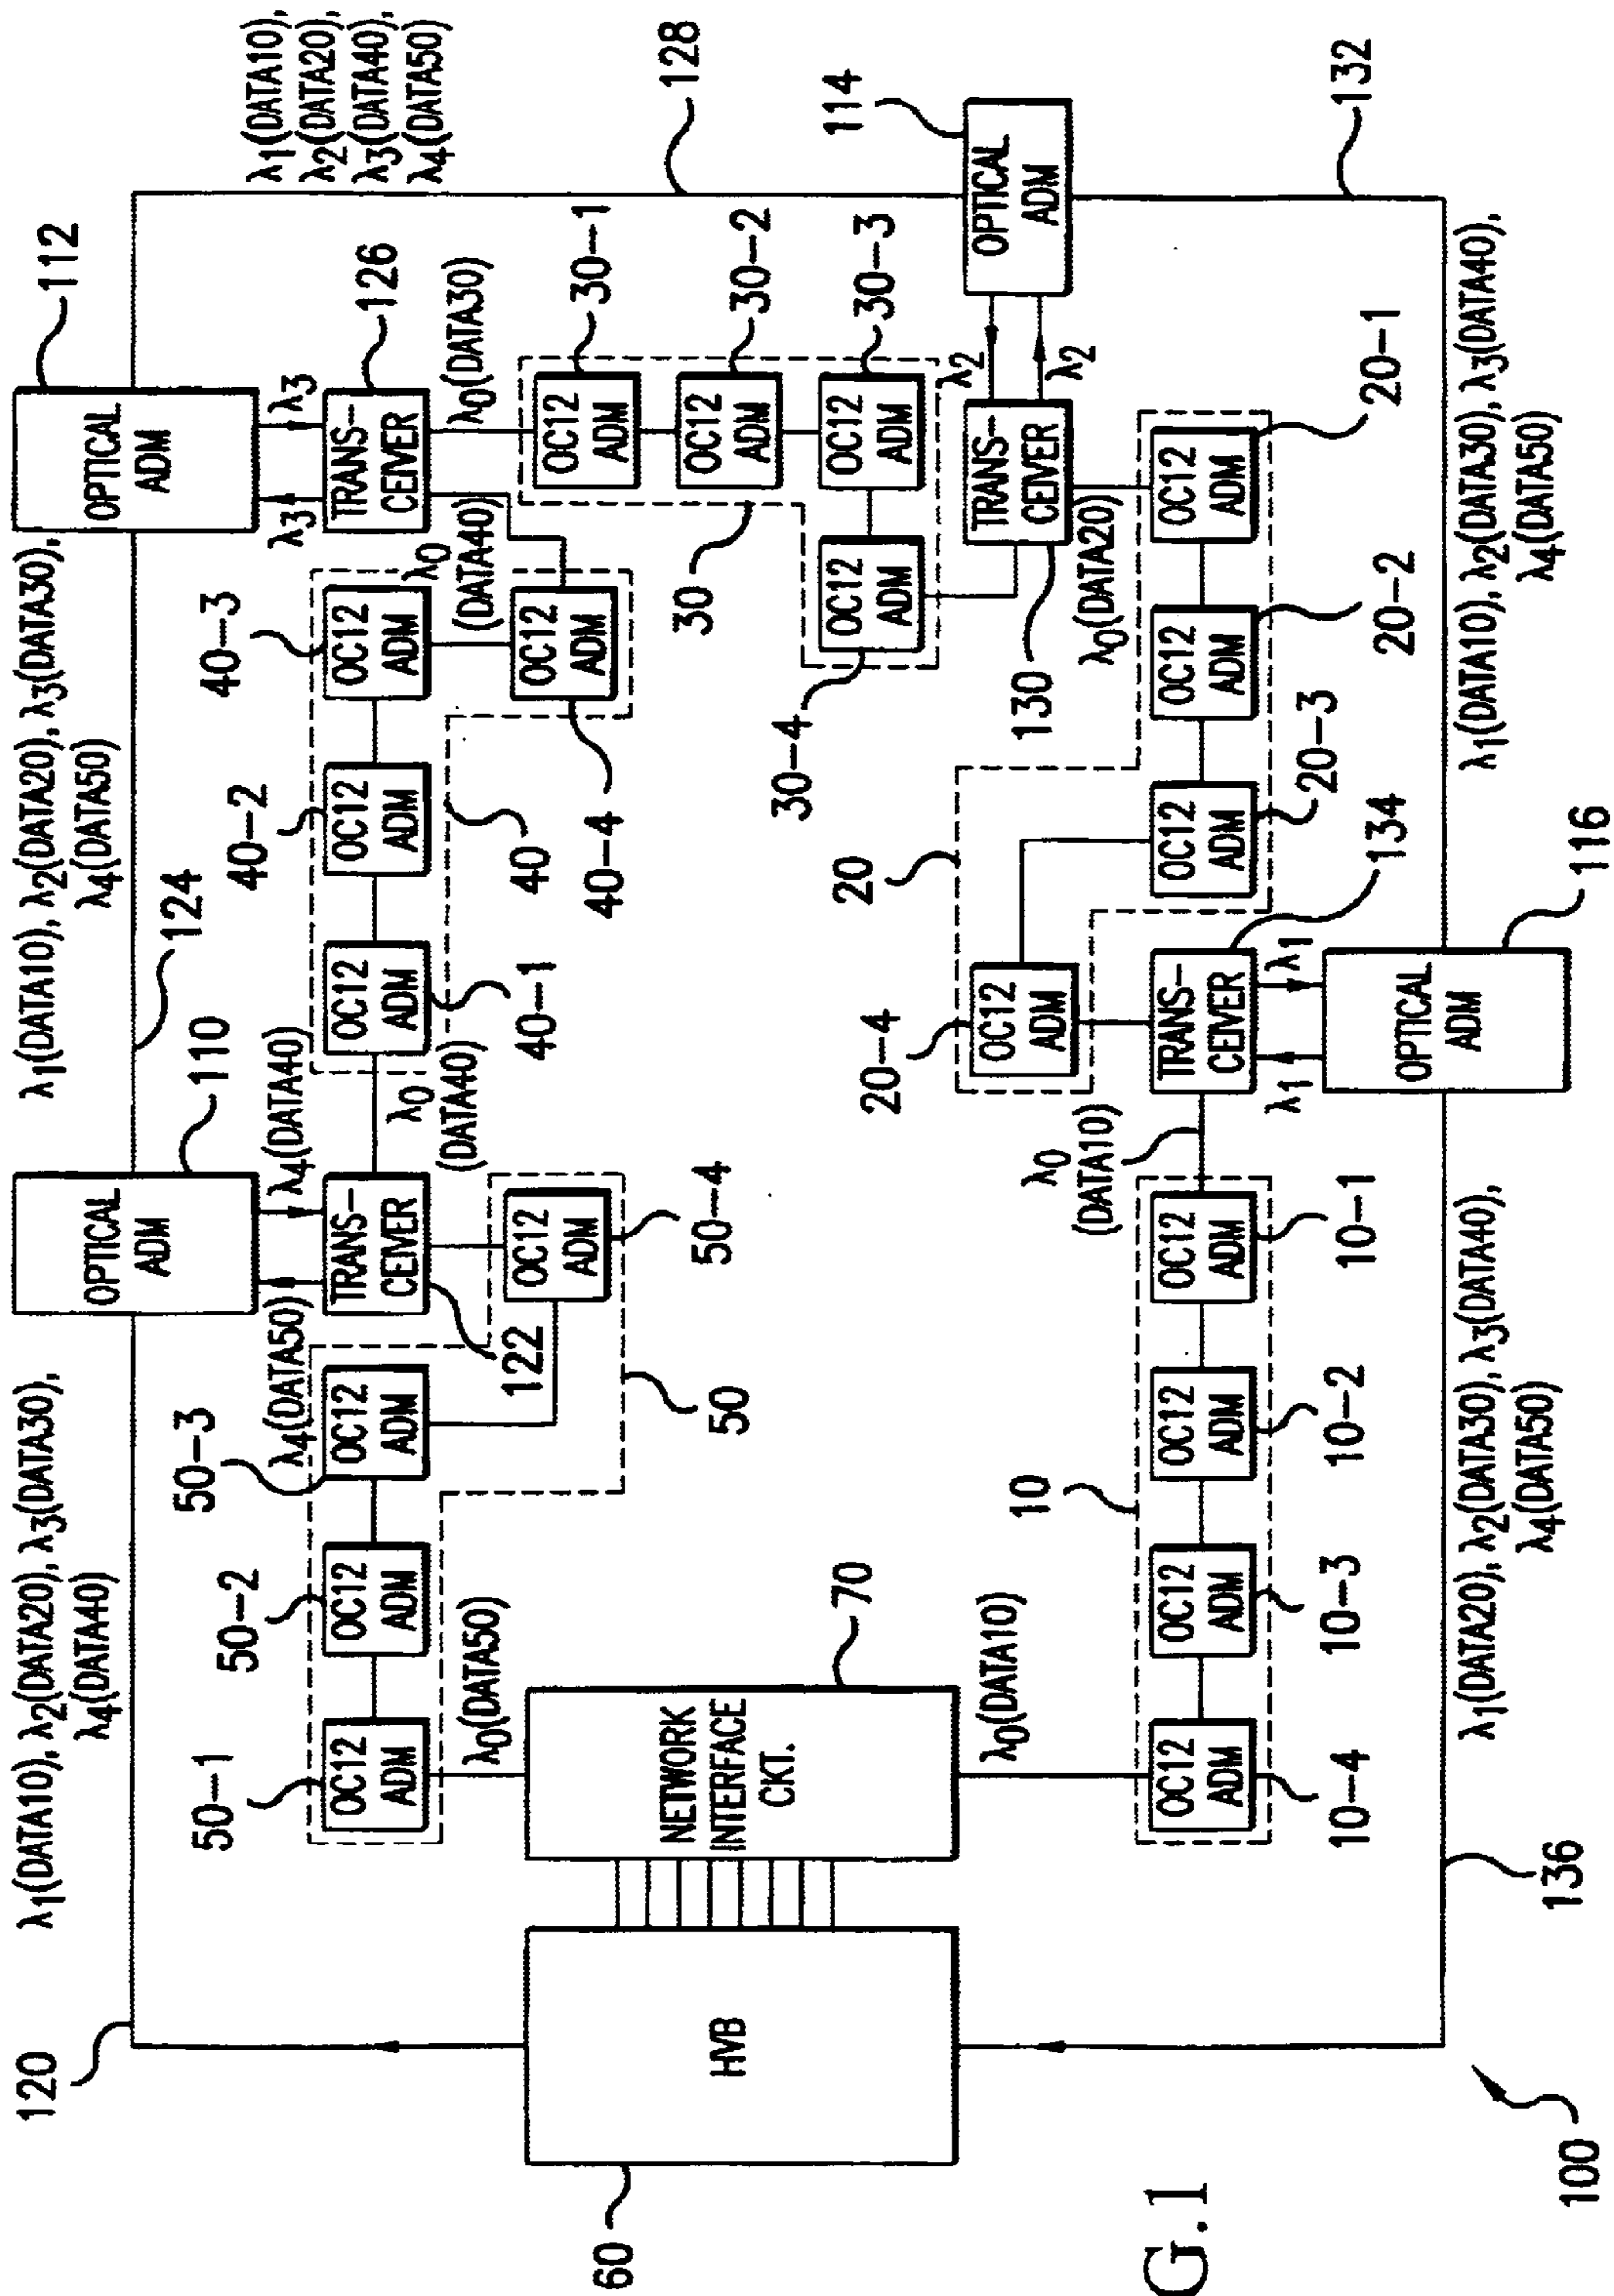 λ1(DATA10), λ2(DATA20), λ3(DATA30),
λ4(DATA40)
λ1(DATA10), λ2(DATA20), λ3(DATA30),
λ4(DATA50)
λ1(DATA10),
λ2(DATA20),
λ3(DATA40),
λ4(DATA50)
120
OPTICAL
ADM
110
124
OPTICAL
ADM
112
128
λ4(DATA50)
λ4(DATA40)
λ3
λ3
TRANS-
CEIVER
122
TRANS-
CEIVER
126
50-1
OC12
ADM
50-2
OC12
ADM
50-3
OC12
ADM
OC12
ADM
50-4
50
λ0
(DATA40)
OC12
ADM
40-1
40-2
OC12
ADM
40-3
OC12
ADM
λ0
(DATA40)
OC12
ADM
40-4
40
λ0(DATA30)
OC12
ADM
30-1
OC12
ADM
30-2
OC12
ADM
30-3
OC12
ADM
30-4
30
λ0(DATA50)
60
HVB
NETWORK
INTERFACE
CKT.
70
λ0(DATA10)
OPTICAL
ADM
114
λ2
λ2
TRANS-
CEIVER
130
λ0(DATA20)
OC12
ADM
20-1
OC12
ADM
20-2
OC12
ADM
20-3
20
OC12
ADM
20-4
TRANS-
CEIVER
134
λ1
λ1
OPTICAL
ADM
116
λ0
(DATA10)
10
OC12
ADM
10-4
OC12
ADM
10-3
OC12
ADM
10-2
OC12
ADM
10-1
136
132
λ1(DATA20), λ2(DATA30), λ3(DATA40),
λ4(DATA50)
λ1(DATA10), λ2(DATA30), λ3(DATA40),
λ4(DATA50)
100
G.1